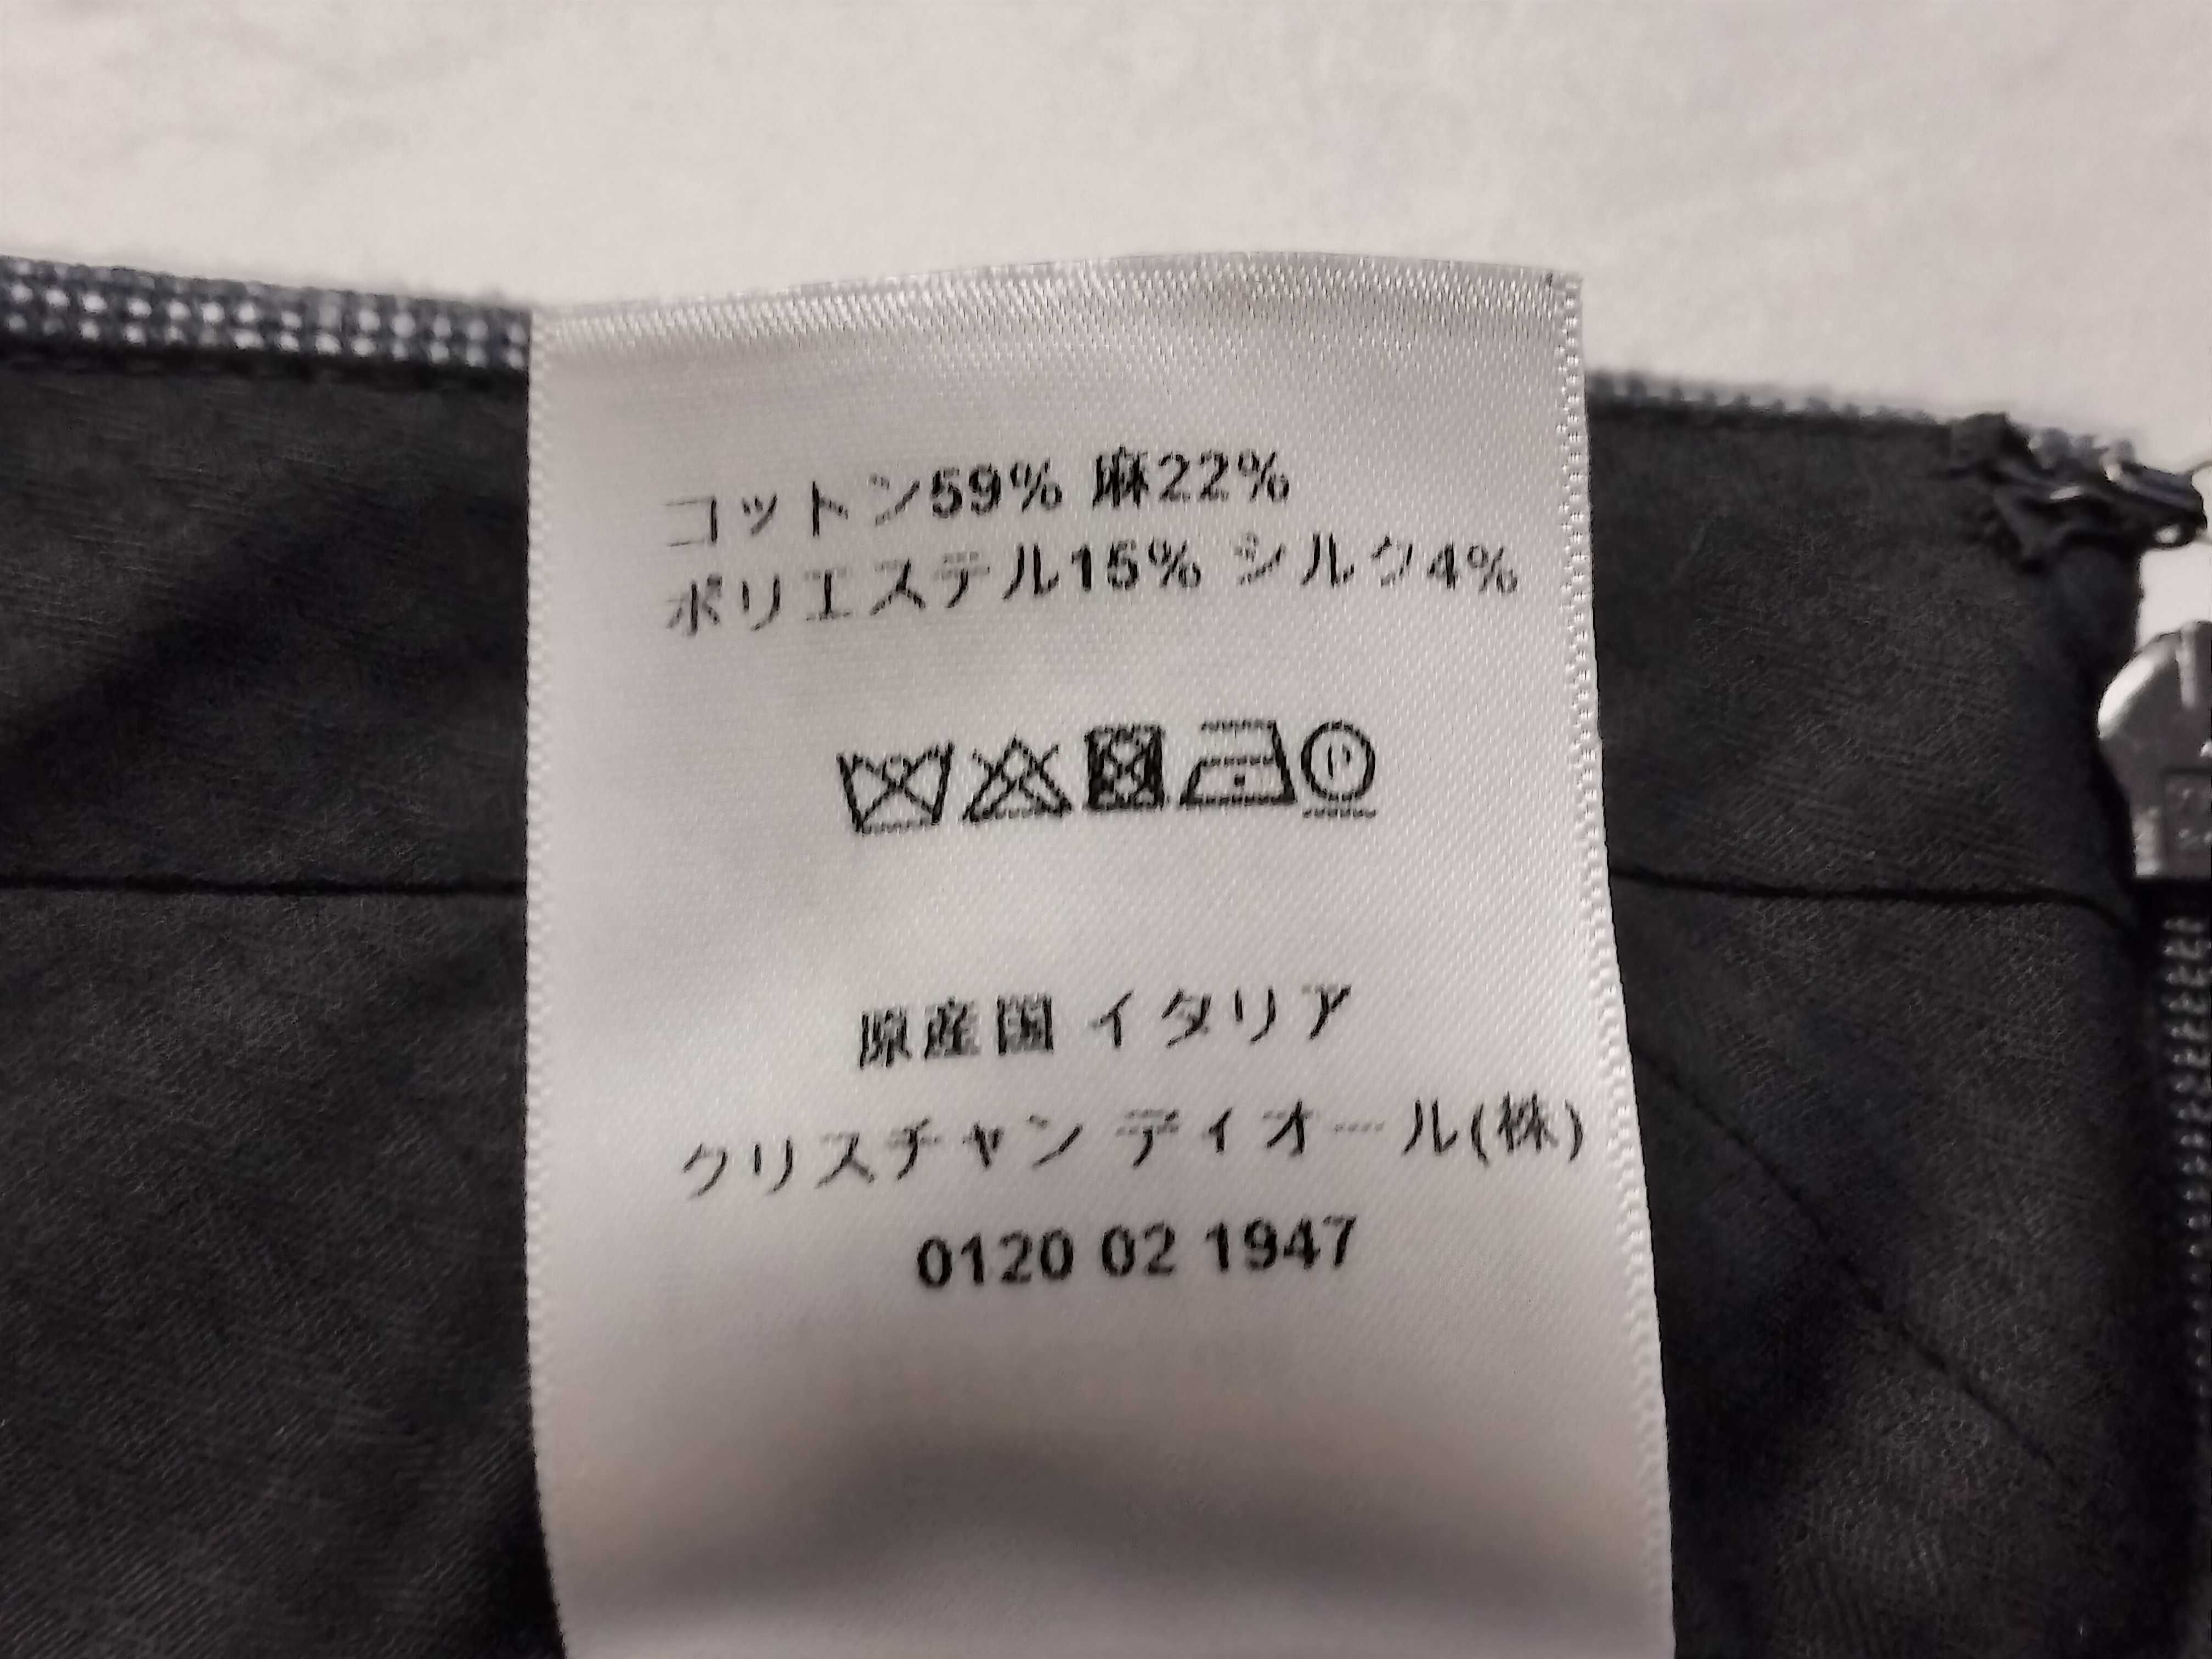 コットン59% 麻22%
ポリエステル15% シルク4%
原産国 イタリア
クリスチャン ディオール(株)
0120 02 1947